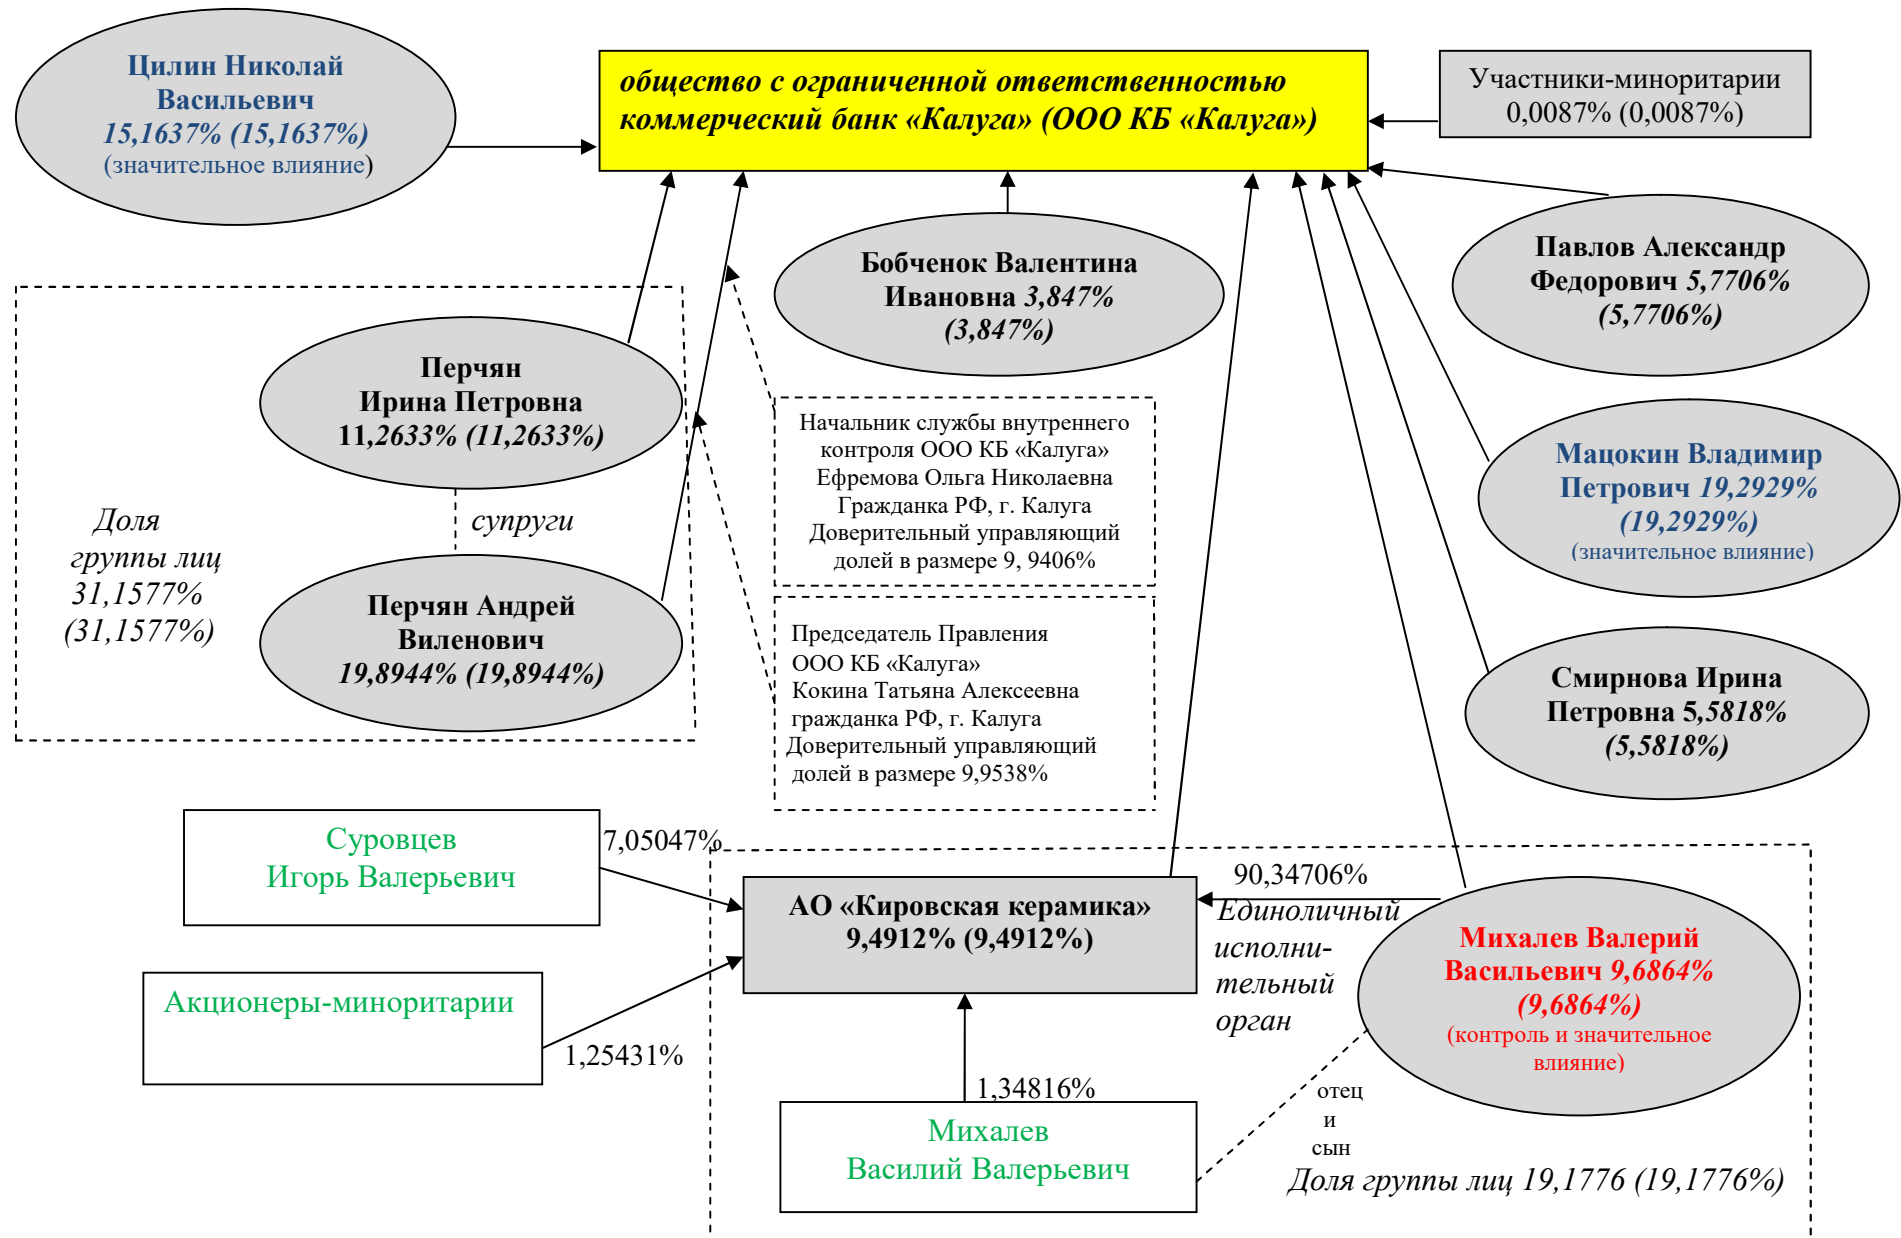 Цилин Николай
Васильевич
15,1637% (15,1637%)
(значительное влияние)
общество с ограниченной ответственностью
коммерческий банк «Калуга» (ООО КБ «Калуга»)
Участники-миноритарии
0,0087% (0,0087%)
Бобченок Валентина
Ивановна 3,847%
(3,847%)
Павлов Александр
Федорович 5,7706%
(5,7706%)
Перчян
Ирина Петровна
11,2633% (11,2633%)
супруги
Доля
группы лиц
31,1577%
(31,1577%)
Перчян Андрей
Виленович
19,8944% (19,8944%)
Начальник службы внутреннего
контроля ООО КБ «Калуга»
Ефремова Ольга Николаевна
Гражданка РФ, г. Калуга
Доверительный управляющий
долей в размере 9, 9406%
Председатель Правления
ООО КБ «Калуга»
Кокина Татьяна Алексеевна
гражданка РФ, г. Калуга
Доверительный управляющий
долей в размере 9,9538%
Мацокин Владимир
Петрович 19,2929%
(19,2929%)
(значительное влияние)
Смирнова Ирина
Петровна 5,5818%
(5,5818%)
Суровцев
Игорь Валерьевич
7,05047%
Акционеры-миноритарии
1,25431%
АО «Кировская керамика»
9,4912% (9,4912%)
90,34706%
Единоличный
исполни-
тельный
орган
Михалев Валерий
Васильевич 9,6864%
(9,6864%)
(контроль и значительное
влияние)
1,34816%
Михалев
Василий Валерьевич
отец
и
сын
Доля группы лиц 19,1776 (19,1776%)